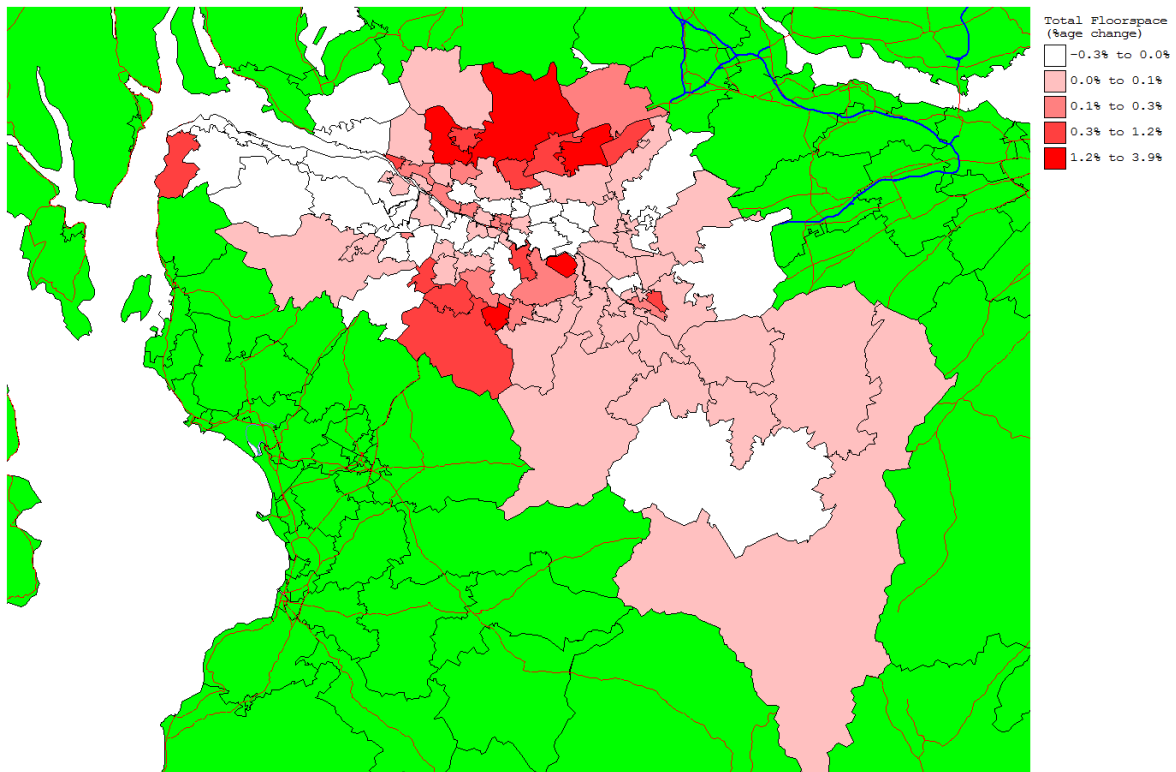 Total Floorspace
(%age change)
-0.3% to 0.0%
0.0% to 0.1%
0.1% to 0.3%
0.3% to 1.2%
1.2% to 3.9%